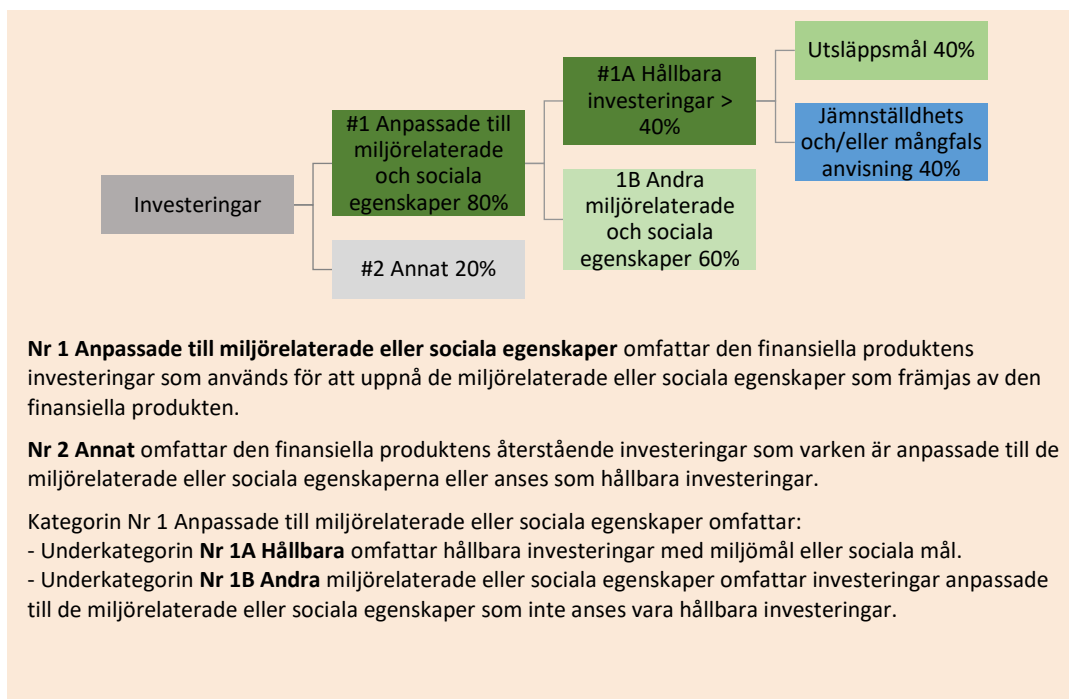 Investeringar
#1 Anpassade till
miljörelaterade
och sociala
egenskaper 80%
#2 Annat 20%
#1A Hållbara
investeringar >
40%
1B Andra
miljörelaterade
och sociala
egenskaper 60%
Utsläppsmål 40%
Jämnställdhets
och/eller mångfals
anvisning 40%
Nr 1 Anpassade till miljörelaterade eller sociala egenskaper omfattar den finansiella produktens
investeringar som används för att uppnå de miljörelaterade eller sociala egenskaper som främjas av den
finansiella produkten.
Nr 2 Annat omfattar den finansiella produktens återstående investeringar som varken är anpassade till de
miljörelaterade eller sociala egenskaperna eller anses som hållbara investeringar.
Kategorin Nr 1 Anpassade till miljörelaterade eller sociala egenskaper omfattar:
- Underkategorin Nr 1A Hållbara omfattar hållbara investeringar med miljömål eller sociala mål.
- Underkategorin Nr 1B Andra miljörelaterade eller sociala egenskaper omfattar investeringar anpassade
till de miljörelaterade eller sociala egenskaper som inte anses vara hållbara investeringar.